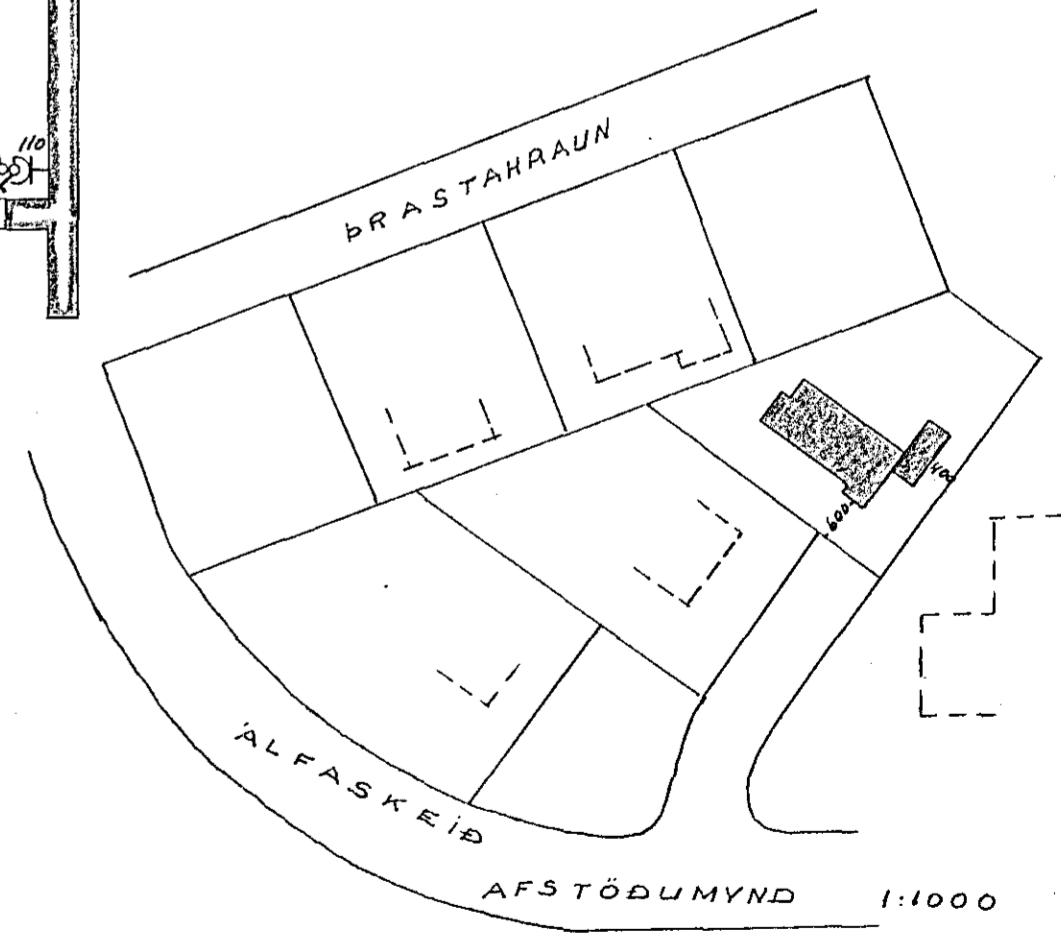 110
ÞRASTAHRAUN
400
600
ÁLFASKEIÐ
AFSTÖÐUMYND 1:1000